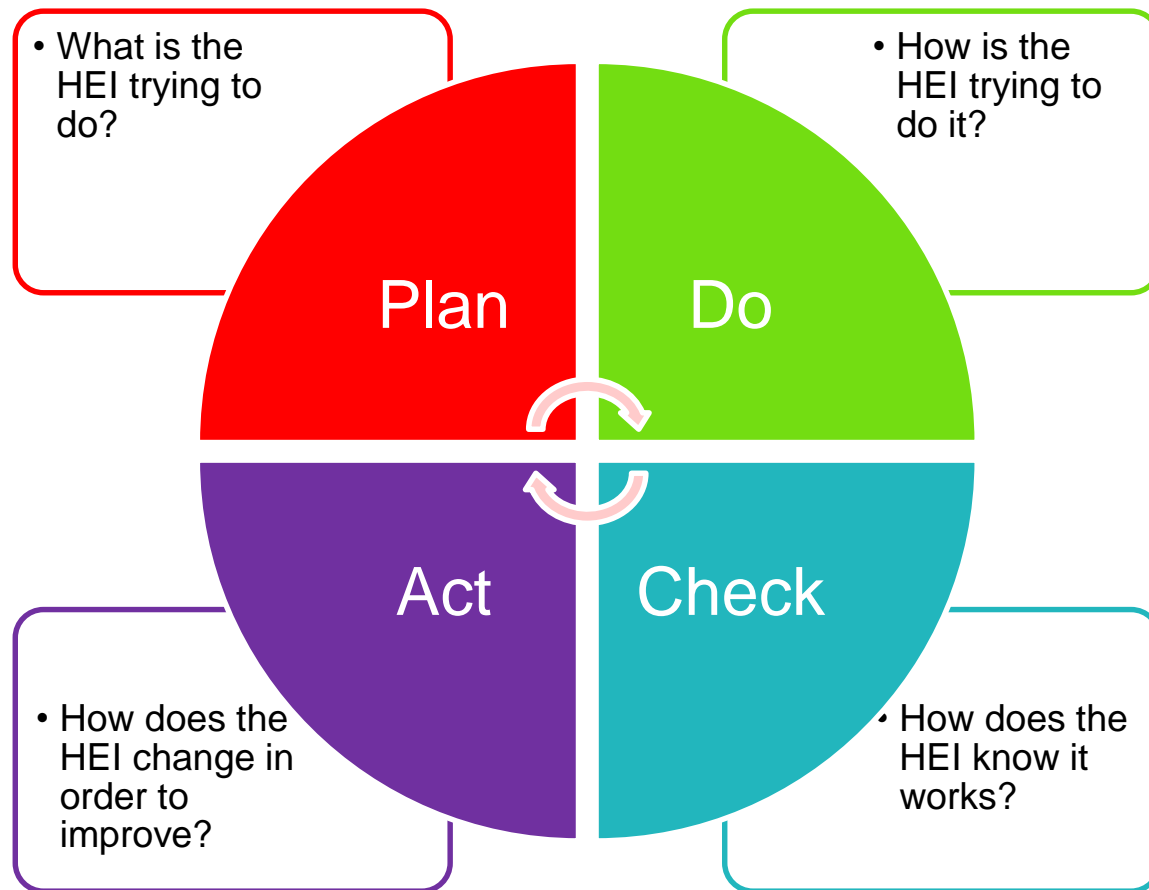 • What is the
HEI trying to
do?
• How is the
HEI trying to
do it?
Plan
Do
Act
Check
• How does the
HEI change in
order to
improve?
• How does the
HEI know it
works?